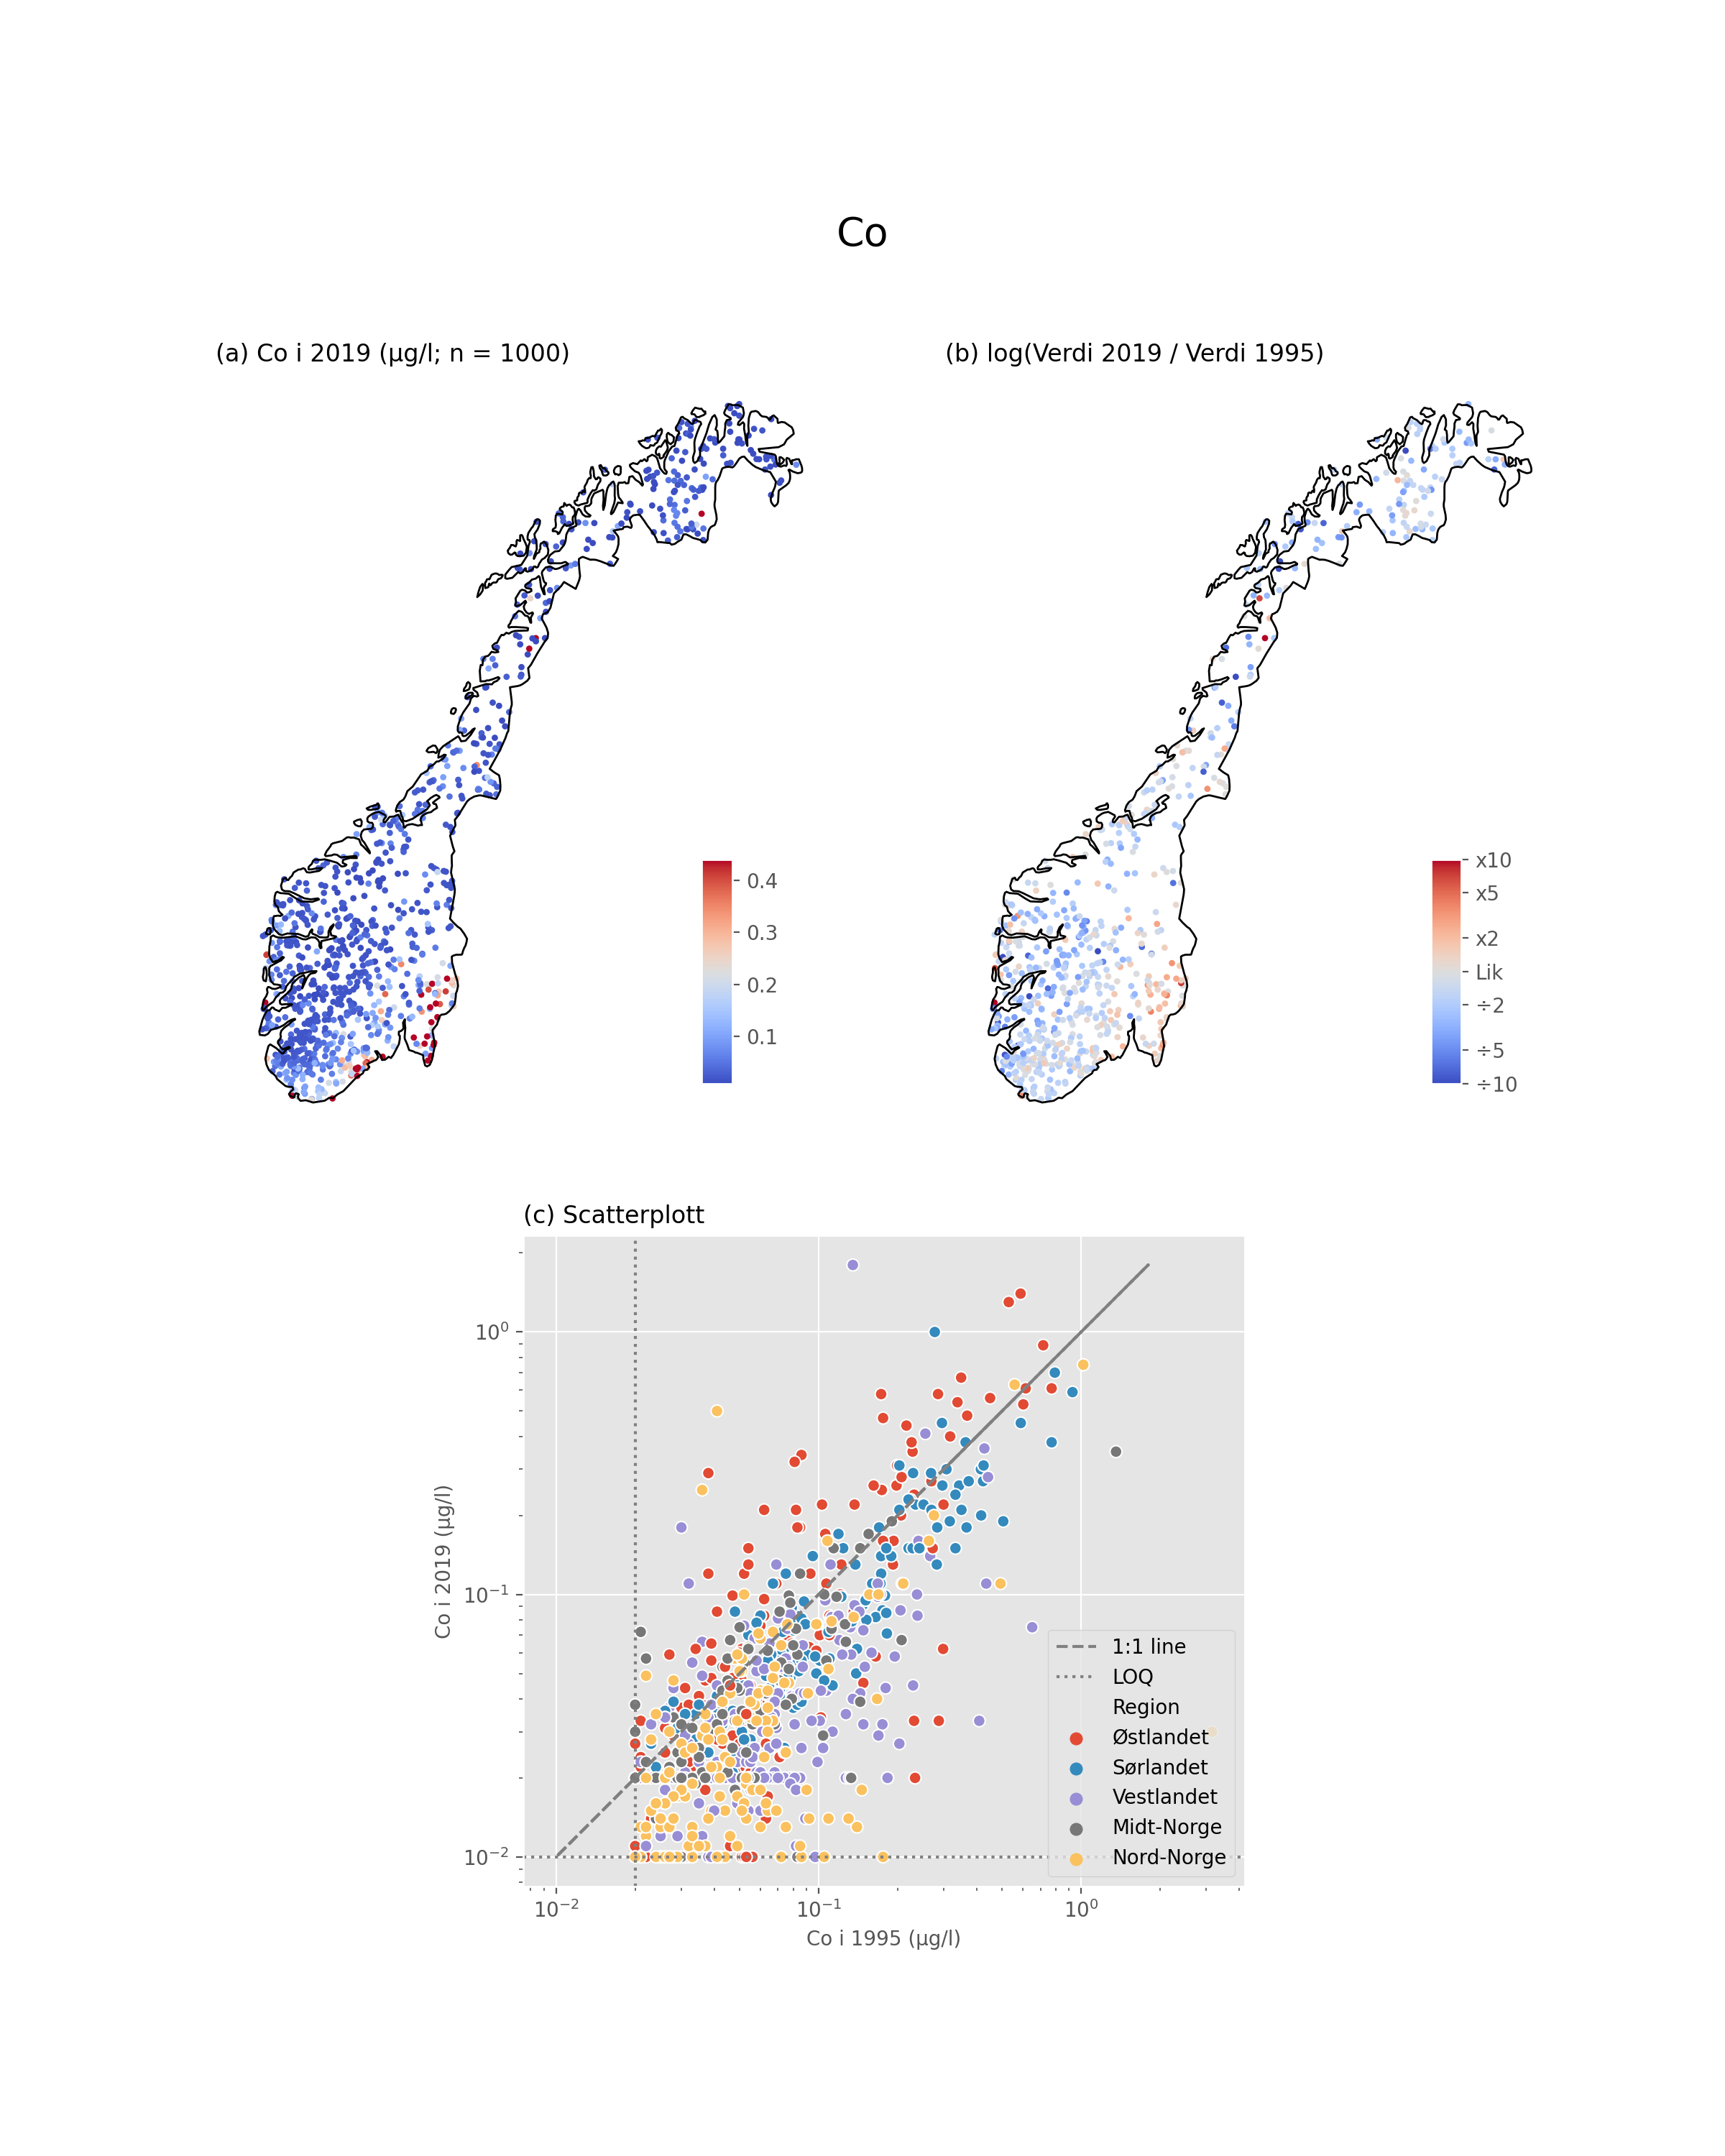 Co
(a) Co i 2019 (µg/l; n = 1000)
(b) log(Verdi 2019 / Verdi 1995)
0.4
0.3
0.2
0.1
x10
x5
x2
Lik
÷2
÷5
÷10
(c) Scatterplott
10⁰
10⁻¹
10⁻²
Co i 2019 (µg/l)
1:1 line
LOQ
Region
Østlandet
Sørlandet
Vestlandet
Midt-Norge
Nord-Norge
10⁻²
10⁻¹
10⁰
Co i 1995 (µg/l)